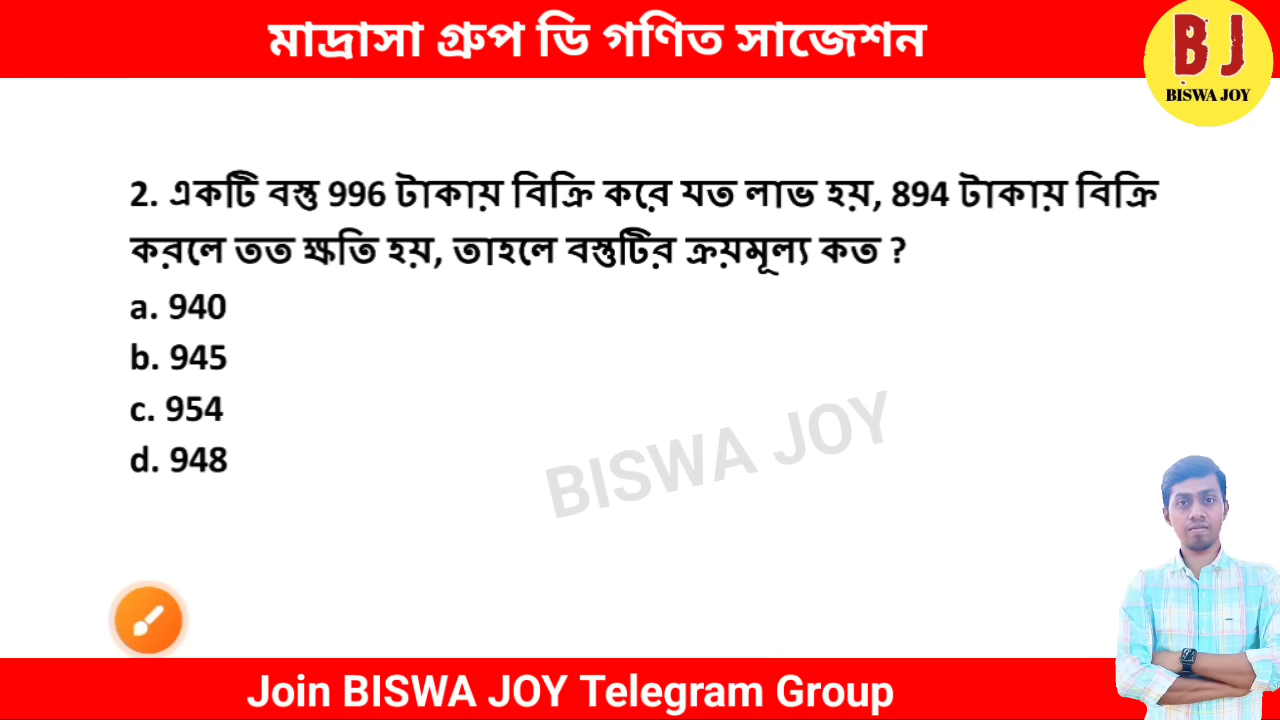 মাদ্রাসা গ্রুপ ডি গণিত সাজেশন
B J
BISWA JOY
2. একটি বস্তু 996 টাকায় বিক্রি করে যত লাভ হয়, 894 টাকায় বিক্রি
করলে তত ক্ষতি হয়, তাহলে বস্তুটির ক্রয়মূল্য কত ?
a. 940
b. 945
c. 954
d. 948
BISWA JOY
Join BISWA JOY Telegram Group